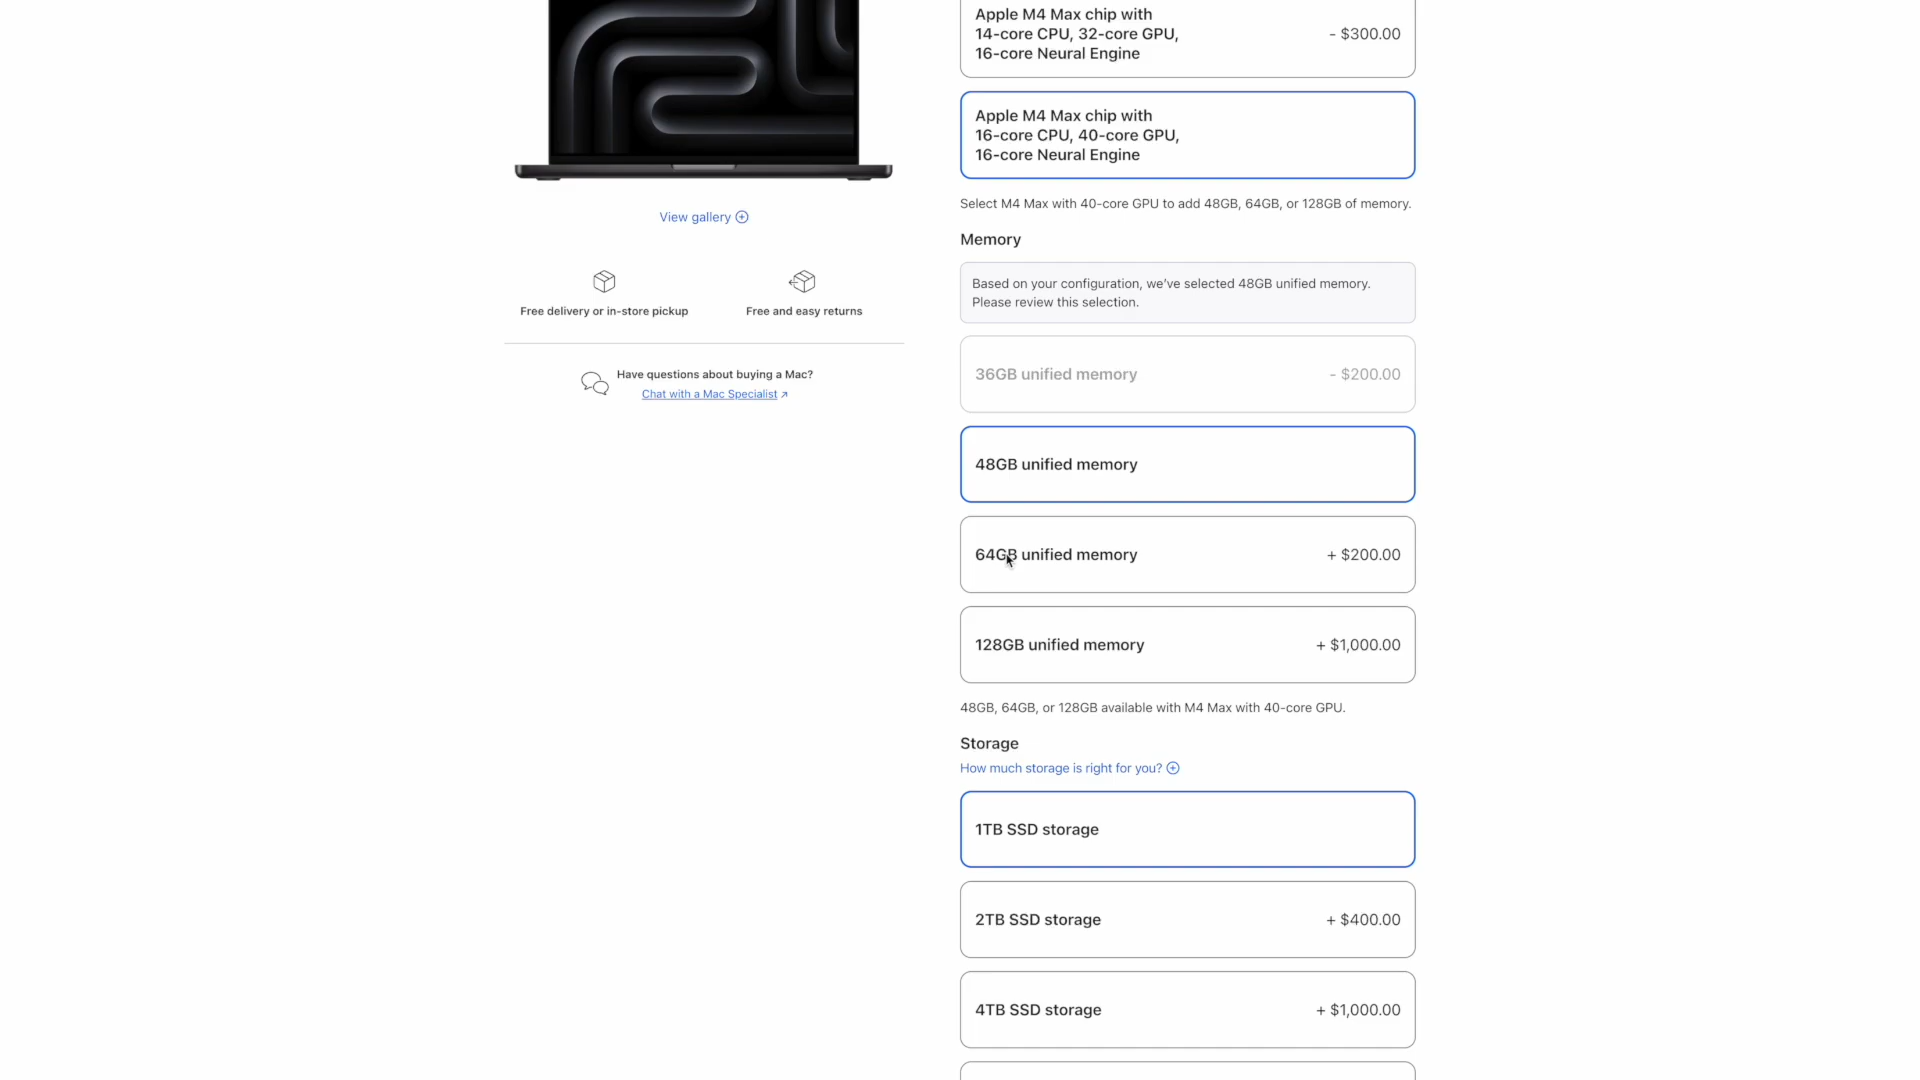 Apple M4 Max chip with
14-core CPU, 32-core GPU,
16-core Neural Engine
- $300.00
Apple M4 Max chip with
16-core CPU, 40-core GPU,
16-core Neural Engine
Select M4 Max with 40-core GPU to add 48GB, 64GB, or 128GB of memory.
View gallery
Free delivery or in-store pickup
Free and easy returns
Have questions about buying a Mac?
Chat with a Mac Specialist
Memory
Based on your configuration, we've selected 48GB unified memory.
Please review this selection.
36GB unified memory
- $200.00
48GB unified memory
64GB unified memory
+ $200.00
128GB unified memory
+ $1,000.00
48GB, 64GB, or 128GB available with M4 Max with 40-core GPU.
Storage
How much storage is right for you?
1TB SSD storage
2TB SSD storage
+ $400.00
4TB SSD storage
+ $1,000.00